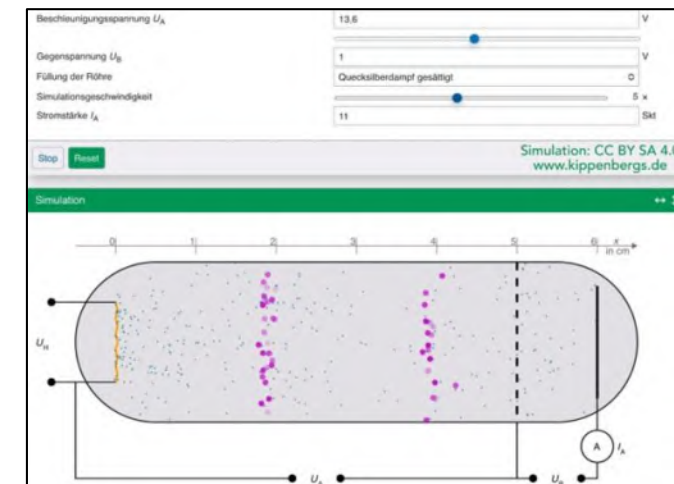 Beschleunigungsspannung U_A 13,6 V
Gegenspannung U_B 1 V
Füllung der Röhre Quecksilberdampf gesättigt
Simulationsgeschwindigkeit 5 x
Stromstärke I_A 11 Skt
Stop Reset Simulation: CC BY SA 4.0
www.kippenbergs.de
Simulation
0 1 2 3 4 5 6 x
in cm
U_H
A I_A
U_A U_B